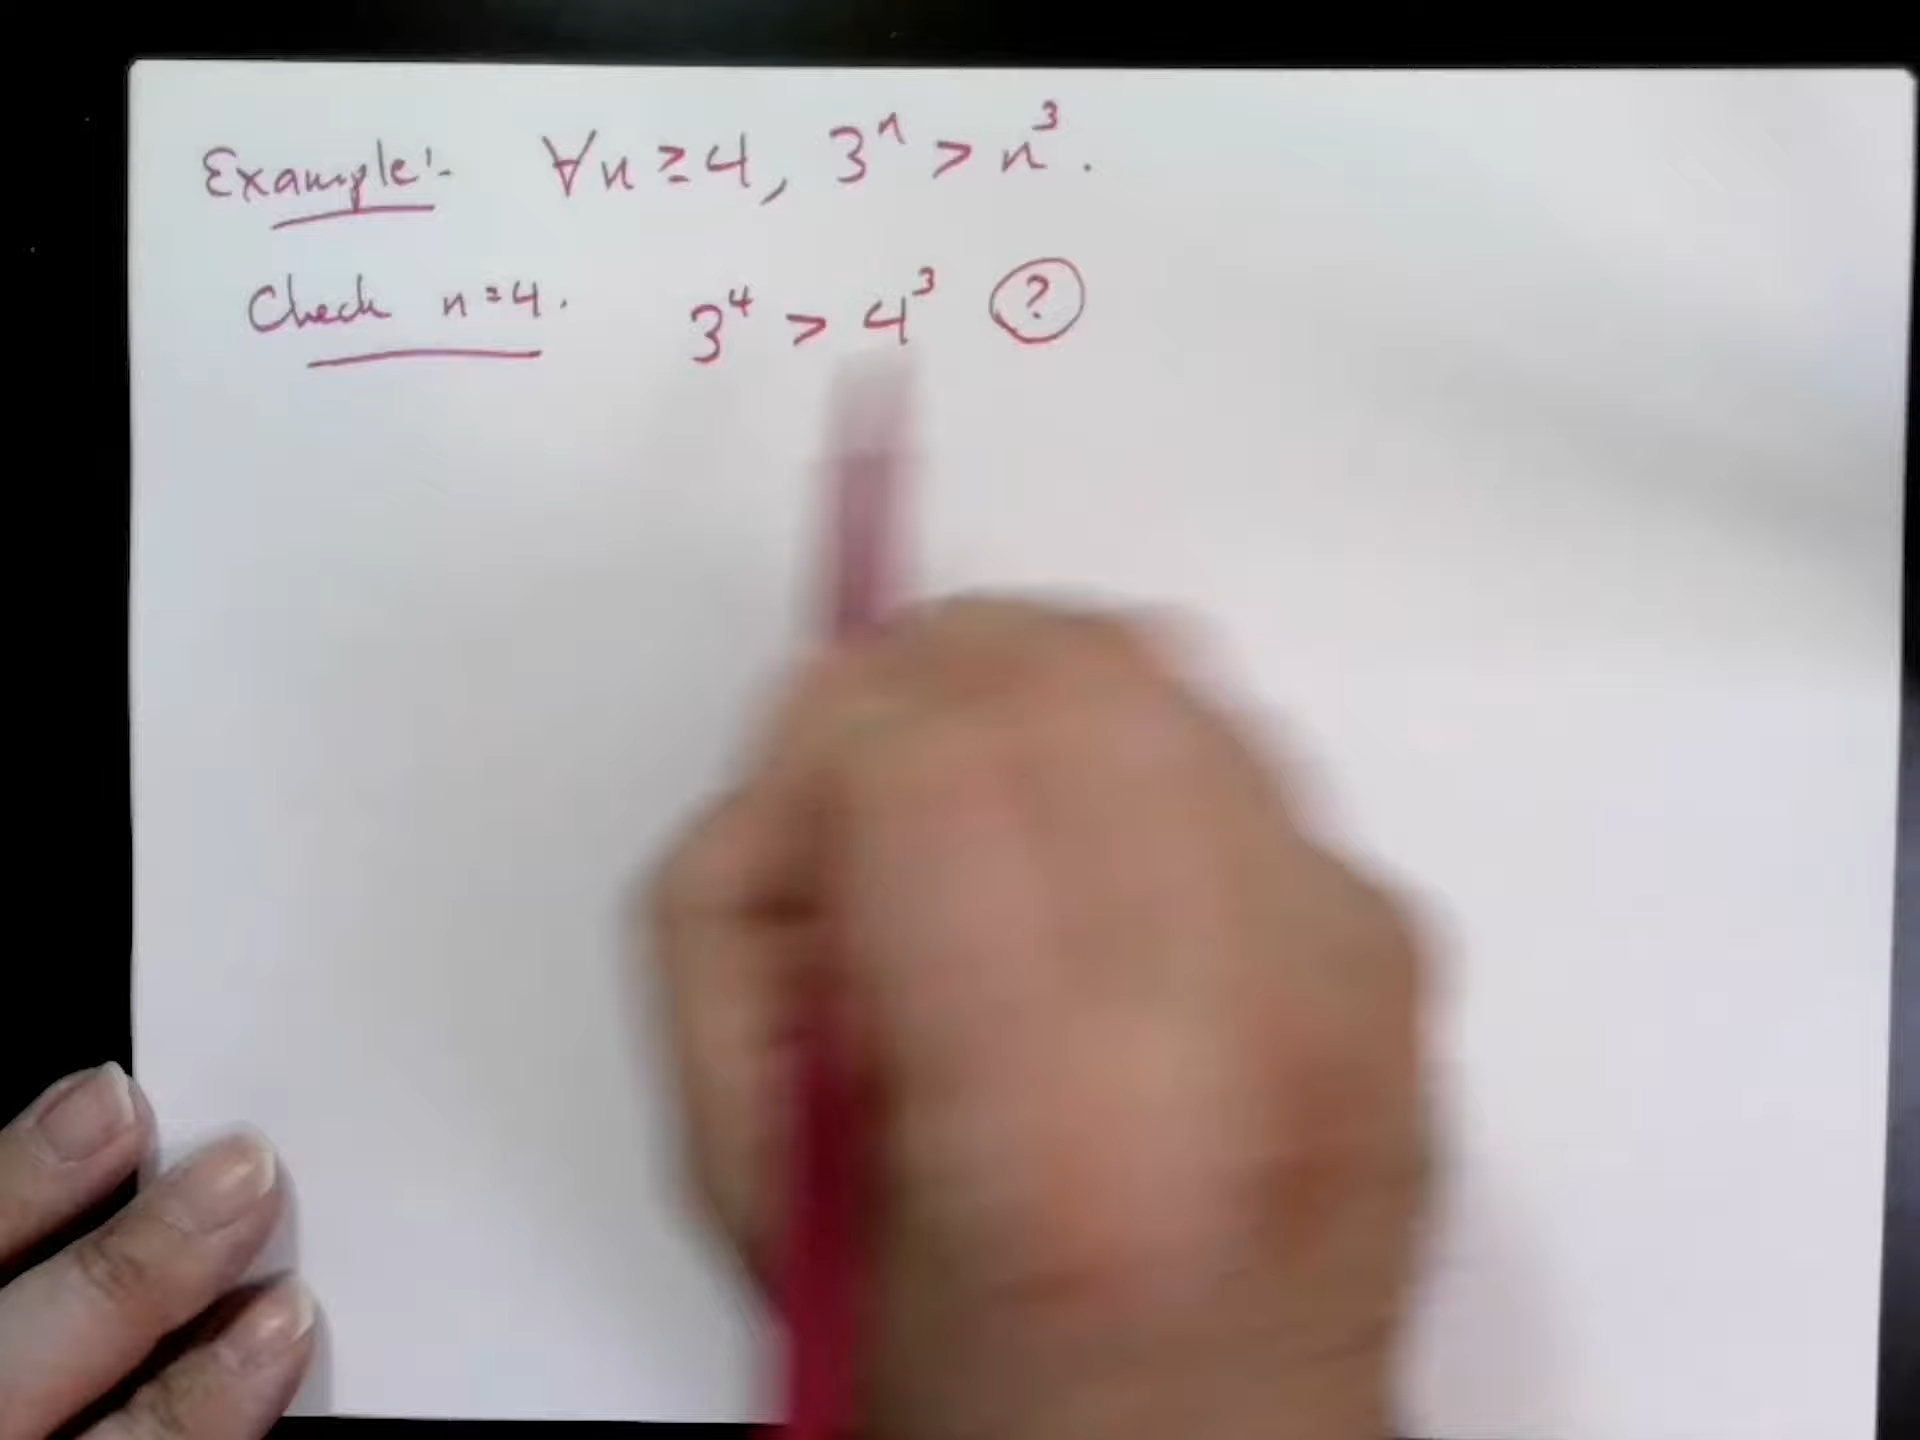 Example:- ∀n ≥ 4, 3ⁿ > n³.
Check n = 4. 3⁴ > 4³ ?